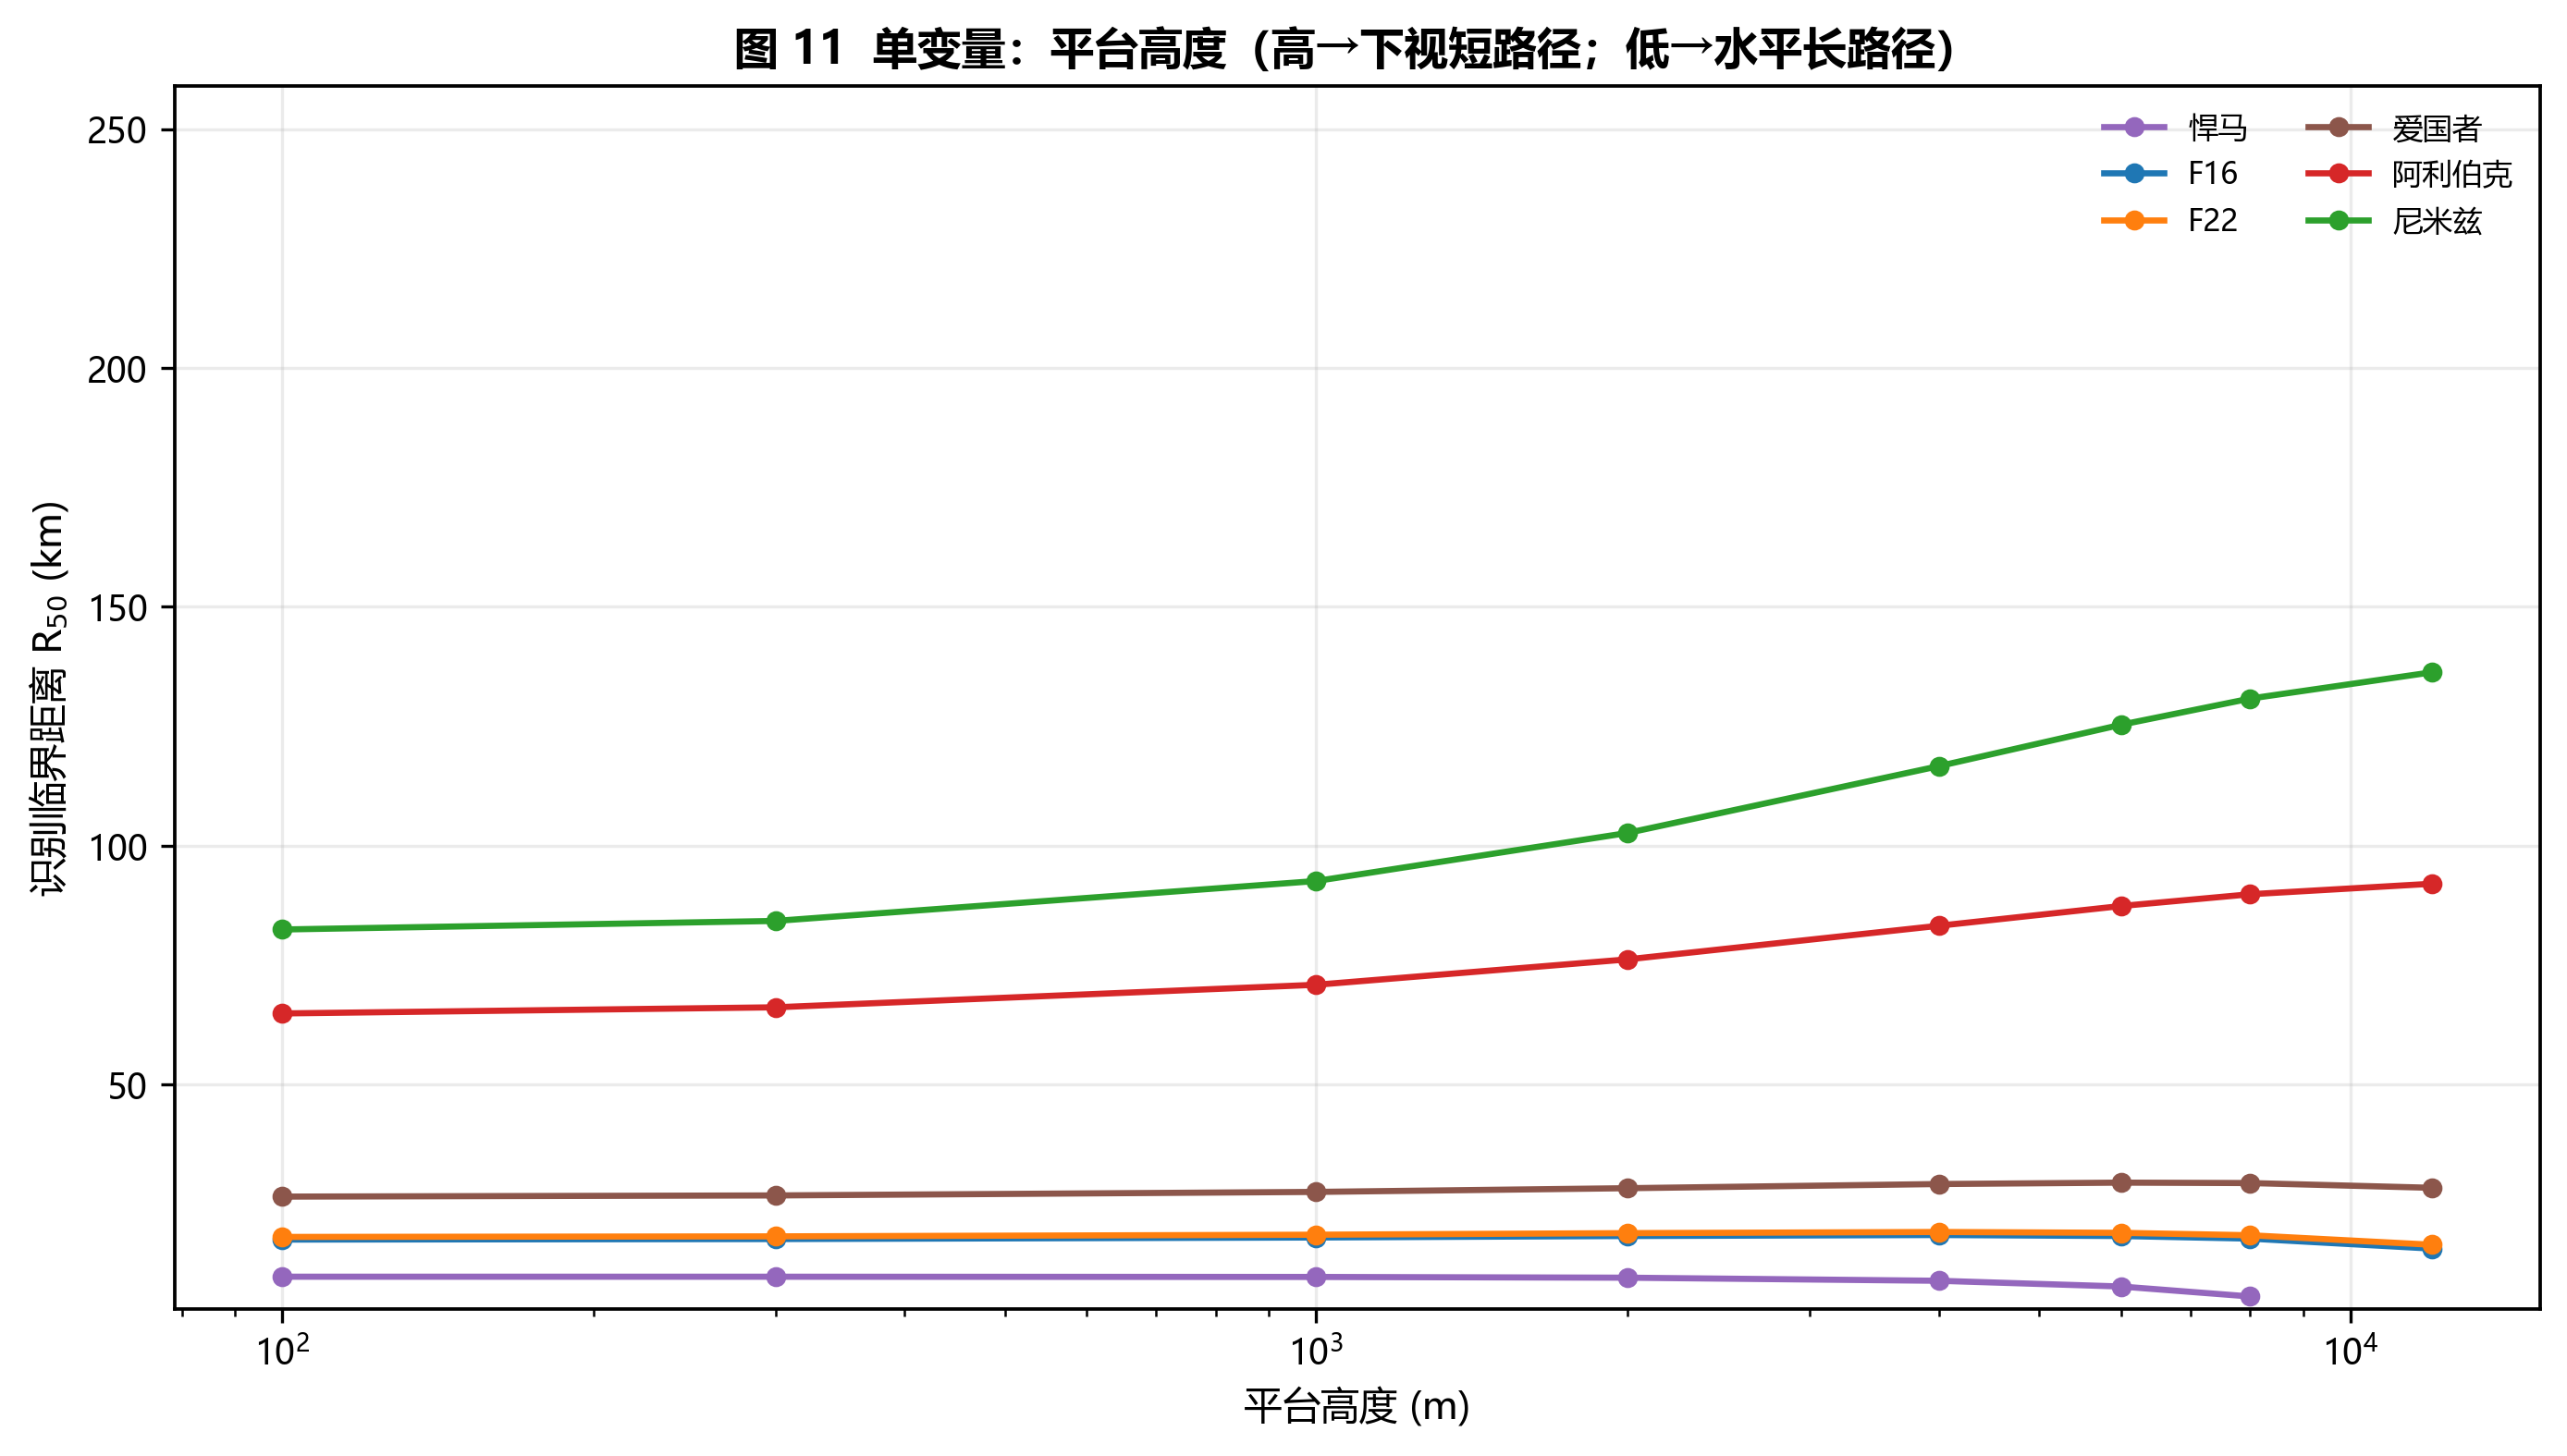 图 11 单变量：平台高度（高→下视短路径；低→水平长路径）
250
200
150
100
50
识别临界距离 R₅₀ (km)
悍马
F16
F22
爱国者
阿利伯克
尼米兹
10²
10³
10⁴
平台高度 (m)